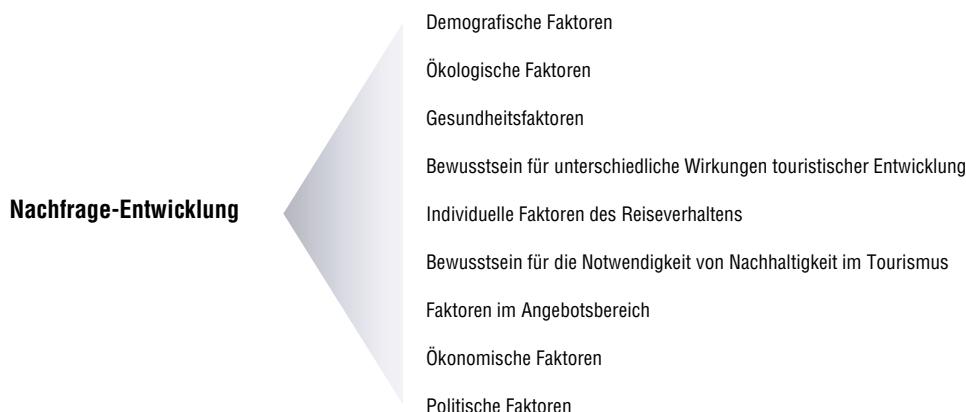 Demografische Faktoren
Ökologische Faktoren
Gesundheitsfaktoren
Bewusstsein für unterschiedliche Wirkungen touristischer Entwicklung
Nachfrage-Entwicklung
Individuelle Faktoren des Reiseverhaltens
Bewusstsein für die Notwendigkeit von Nachhaltigkeit im Tourismus
Faktoren im Angebotsbereich
Ökonomische Faktoren
Politische Faktoren